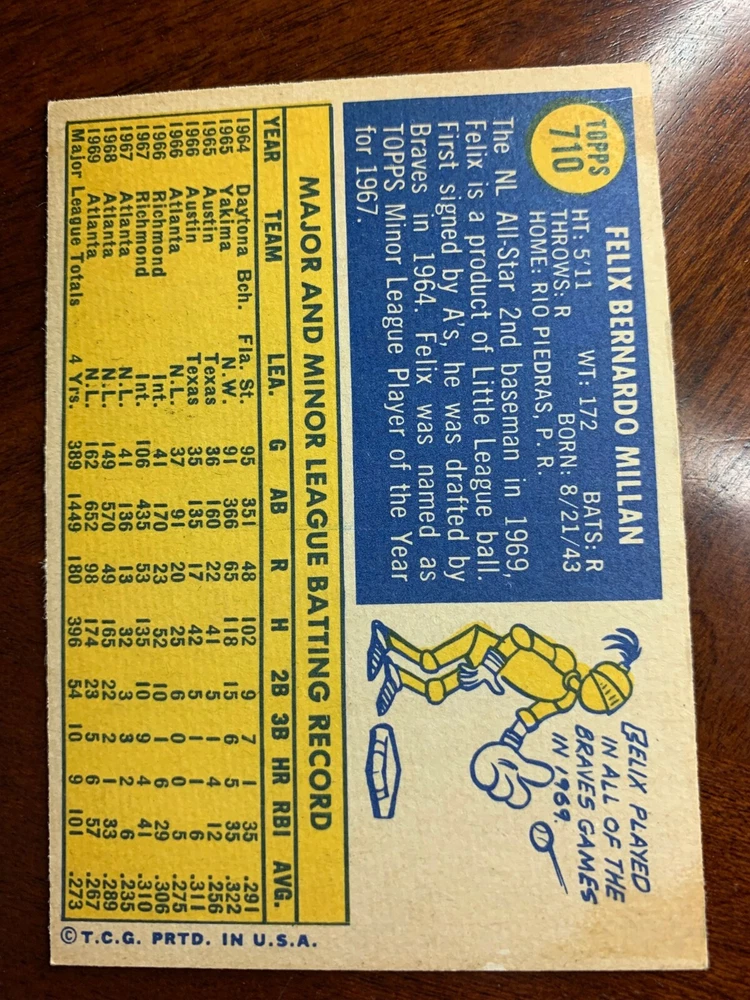 TOPPS
710
FELIX BERNARDO MILLAN
HT: 5'11 WT: 172 BATS: R
THROWS: R BORN: 8/21/43
HOME: RIO PIEDRAS, P. R.
The NL All-Star 2nd baseman in 1969,
Felix is a product of Little League ball.
First signed by A's, he was drafted by
Braves in 1964. Felix was named as
TOPPS Minor League Player of the Year
for 1967.
FELIX PLAYED
IN ALL OF THE
BRAVES GAMES
IN 1969.
MAJOR AND MINOR LEAGUE BATTING RECORD
YEAR TEAM LEA. G AB R H 2B 3B HR RBI AVG.
1964 Daytona Bch. Fla. St. 95 351 48 102 9 7 1 35 .291
1965 Yakima N.W. 91 366 65 118 15 6 5 35 .322
1965 Austin Texas 36 160 22 41 5 1 4 12 .256
1966 Austin Texas 35 135 17 42 5 1 1 6 .311
1966 Atlanta N.L. 37 91 20 25 6 0 0 5 .275
1966 Richmond Int. 41 170 23 52 10 1 6 29 .306
1967 Richmond Int. 106 435 53 135 10 9 4 41 .310
1967 Atlanta N.L. 41 136 13 32 3 3 2 6 .235
1968 Atlanta N.L. 149 570 49 165 22 2 1 33 .289
1969 Atlanta N.L. 162 652 98 174 23 5 6 57 .267
Major League Totals 4 Yrs. 389 1449 180 396 54 10 9 101 .273
© T.C.G. PRTD. IN U.S.A.